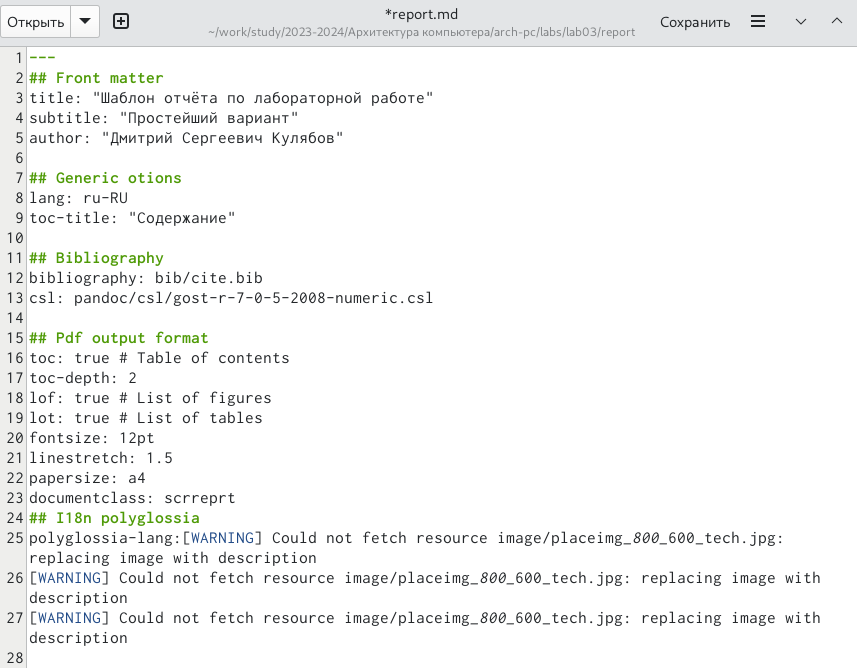 Открыть
*report.md
~/work/study/2023-2024/Архитектура компьютера/arch-pc/labs/lab03/report
Сохранить
1 ---
2 ## Front matter
3 title: "Шаблон отчёта по лабораторной работе"
4 subtitle: "Простейший вариант"
5 author: "Дмитрий Сергеевич Кулябов"
6
7 ## Generic otions
8 lang: ru-RU
9 toc-title: "Содержание"
10
11 ## Bibliography
12 bibliography: bib/cite.bib
13 csl: pandoc/csl/gost-r-7-0-5-2008-numeric.csl
14
15 ## Pdf output format
16 toc: true # Table of contents
17 toc-depth: 2
18 lof: true # List of figures
19 lot: true # List of tables
20 fontsize: 12pt
21 linestretch: 1.5
22 papersize: a4
23 documentclass: scrreprt
24 ## I18n polyglossia
25 polyglossia-lang:[WARNING] Could not fetch resource image/placeimg_800_600_tech.jpg:
replacing image with description
26 [WARNING] Could not fetch resource image/placeimg_800_600_tech.jpg: replacing image with
description
27 [WARNING] Could not fetch resource image/placeimg_800_600_tech.jpg: replacing image with
description
28